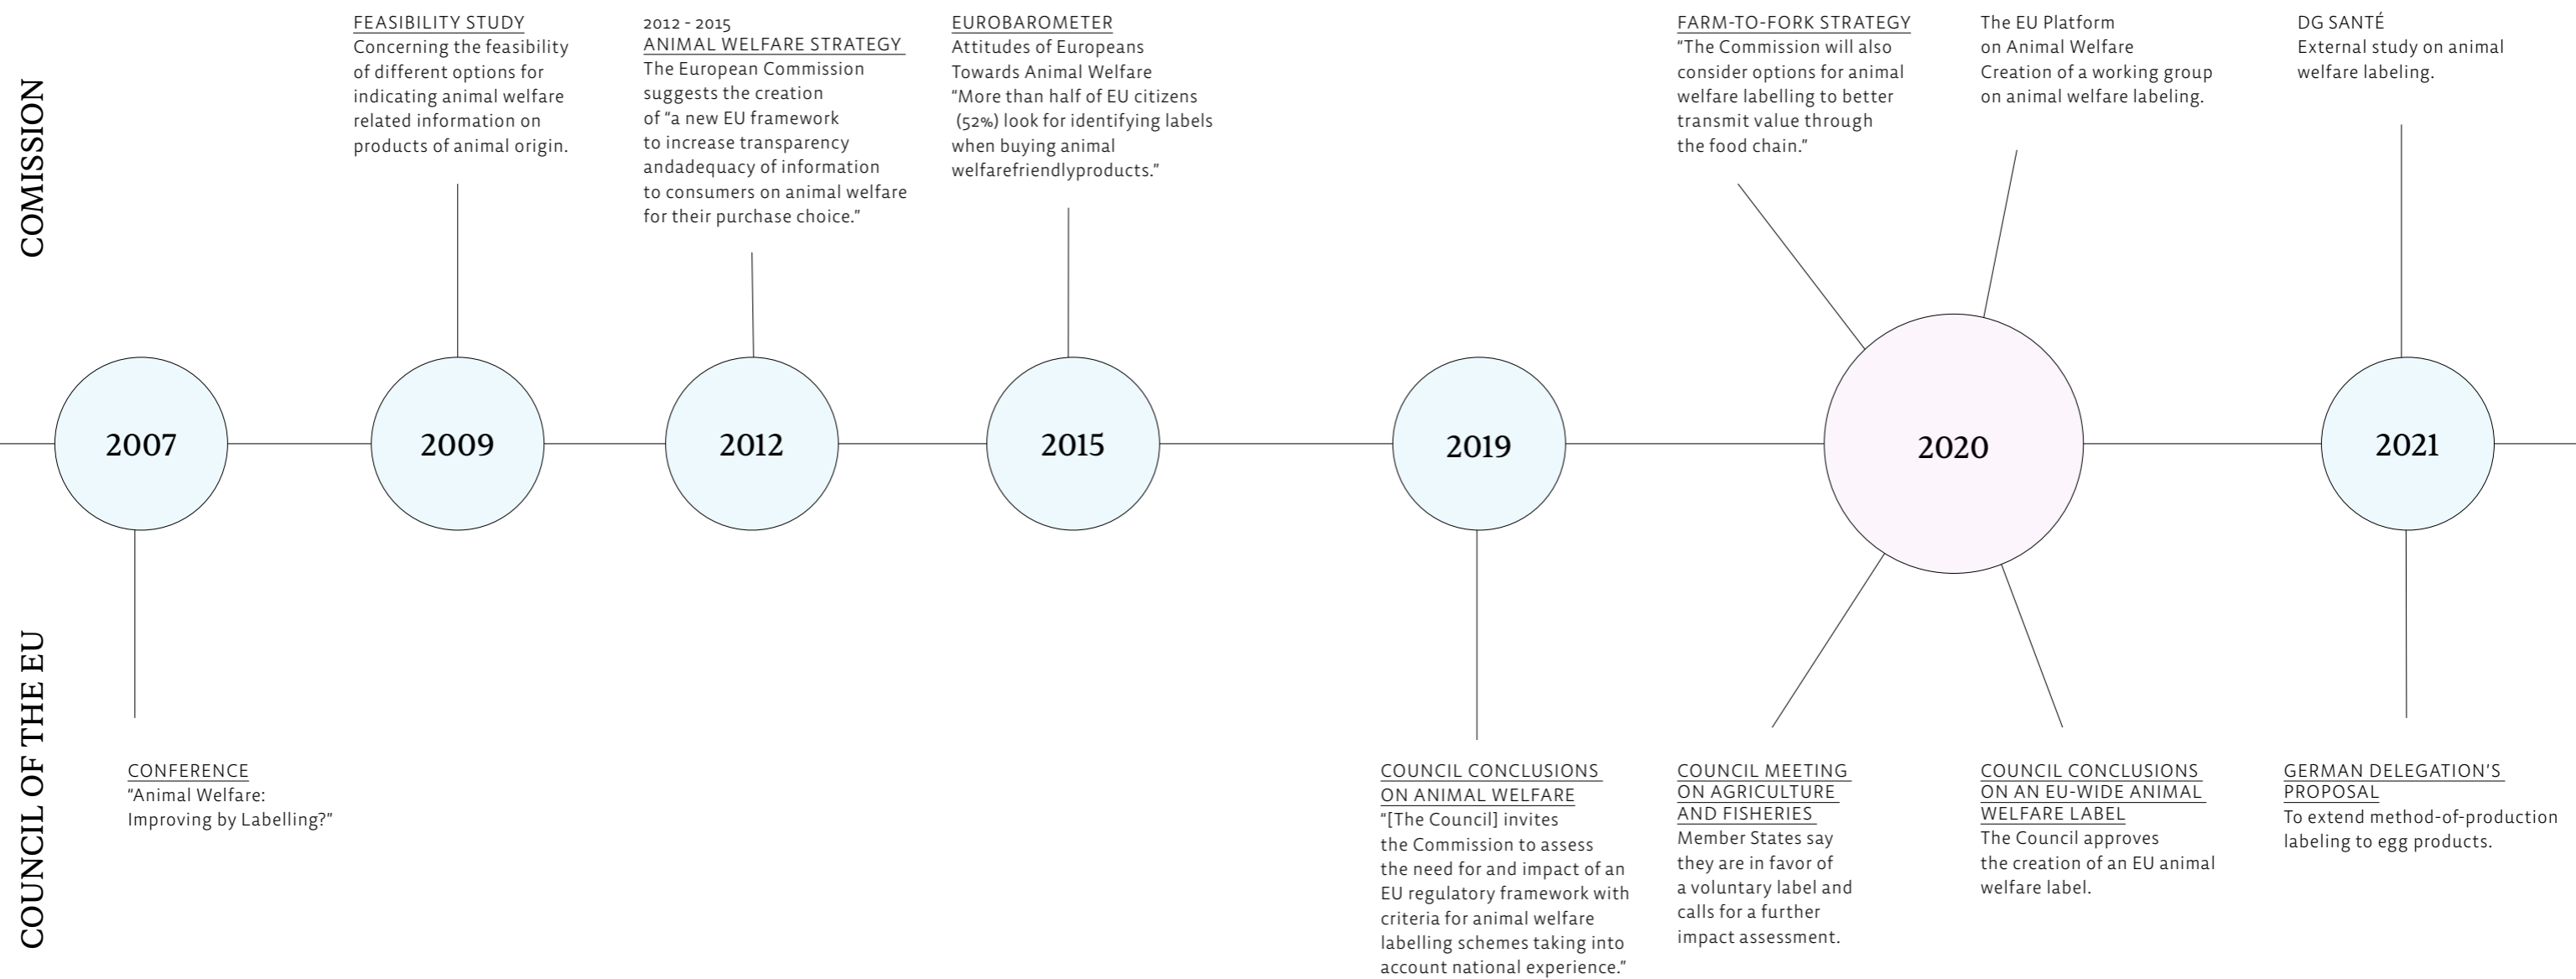 COMISSION
FEASIBILITY STUDY
Concerning the feasibility
of different options for
indicating animal welfare
related information on
products of animal origin.
2012 - 2015
ANIMAL WELFARE STRATEGY
The European Commission
suggests the creation
of “a new EU framework
to increase transparency
andadequacy of information
to consumers on animal welfare
for their purchase choice.”
EUROBAROMETER
Attitudes of Europeans
Towards Animal Welfare
“More than half of EU citizens
(52%) look for identifying labels
when buying animal
welfarefriendlyproducts.”
FARM-TO-FORK STRATEGY
“The Commission will also
consider options for animal
welfare labelling to better
transmit value through
the food chain.”
The EU Platform
on Animal Welfare
Creation of a working group
on animal welfare labeling.
DG SANTÉ
External study on animal
welfare labeling.
2007
2009
2012
2015
2019
2020
2021
COUNCIL OF THE EU
CONFERENCE
“Animal Welfare:
Improving by Labelling?”
COUNCIL CONCLUSIONS
ON ANIMAL WELFARE
“[The Council] invites
the Commission to assess
the need for and impact of an
EU regulatory framework with
criteria for animal welfare
labelling schemes taking into
account national experience.”
COUNCIL MEETING
ON AGRICULTURE
AND FISHERIES
Member States say
they are in favor of
a voluntary label and
calls for a further
impact assessment.
COUNCIL CONCLUSIONS
ON AN EU-WIDE ANIMAL
WELFARE LABEL
The Council approves
the creation of an EU animal
welfare label.
GERMAN DELEGATION’S
PROPOSAL
To extend method-of-production
labeling to egg products.